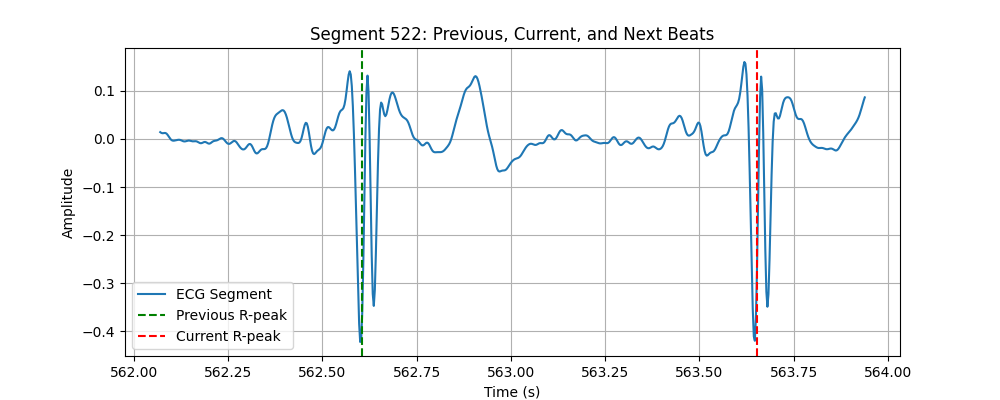 Segment 522: Previous, Current, and Next Beats
Amplitude
0.1
0.0
−0.1
−0.2
−0.3
−0.4
ECG Segment
Previous R-peak
Current R-peak
562.00 562.25 562.50 562.75 563.00 563.25 563.50 563.75 564.00
Time (s)